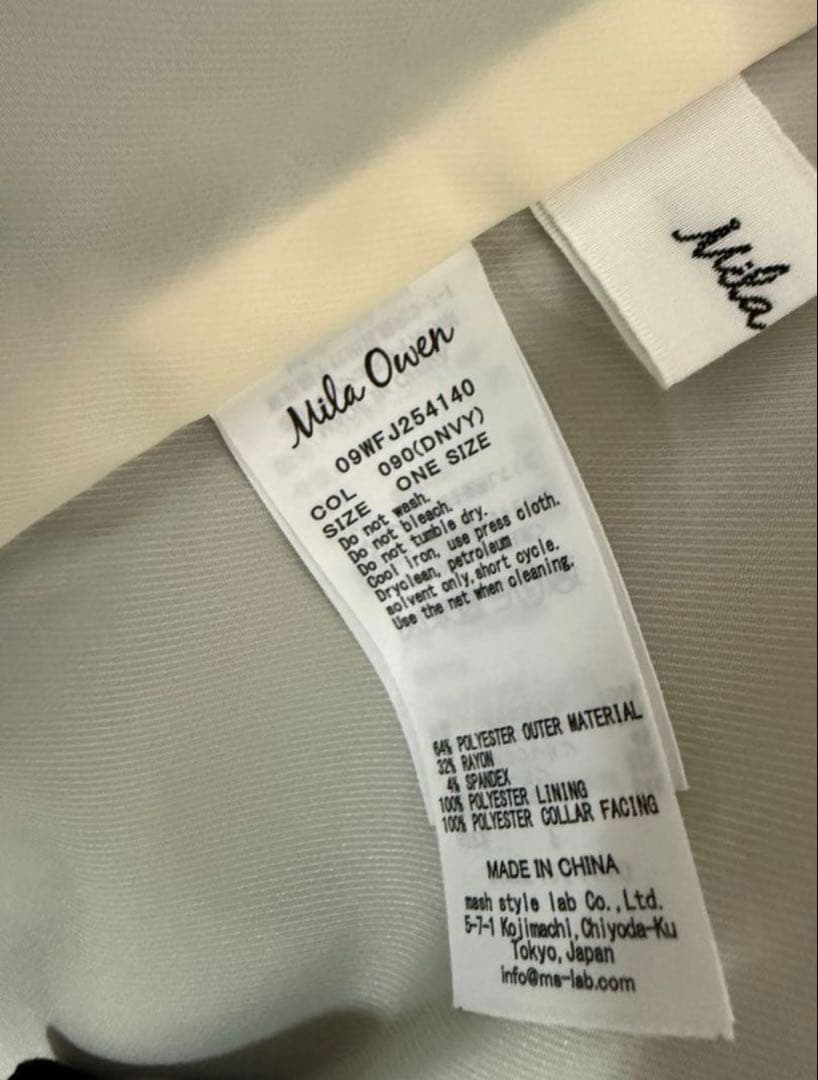 Mila Owen
09WFJ254140
COL 090(DNVY)
SIZE ONE SIZE
Do not wash.
Do not bleach.
Do not tumble dry.
Cool iron, use press cloth.
Dryclean, petroleum
solvent only,short cycle.
Use the net when cleaning.
64% POLYESTER OUTER MATERIAL
32% RAYON
4% SPANDEX
100% POLYESTER LINING
100% POLYESTER COLLAR FACING
MADE IN CHINA
mash style lab Co.,Ltd.
5-7-1 Kojimachi,Chiyoda-Ku
Tokyo,Japan
info@ms-lab.com
Mila